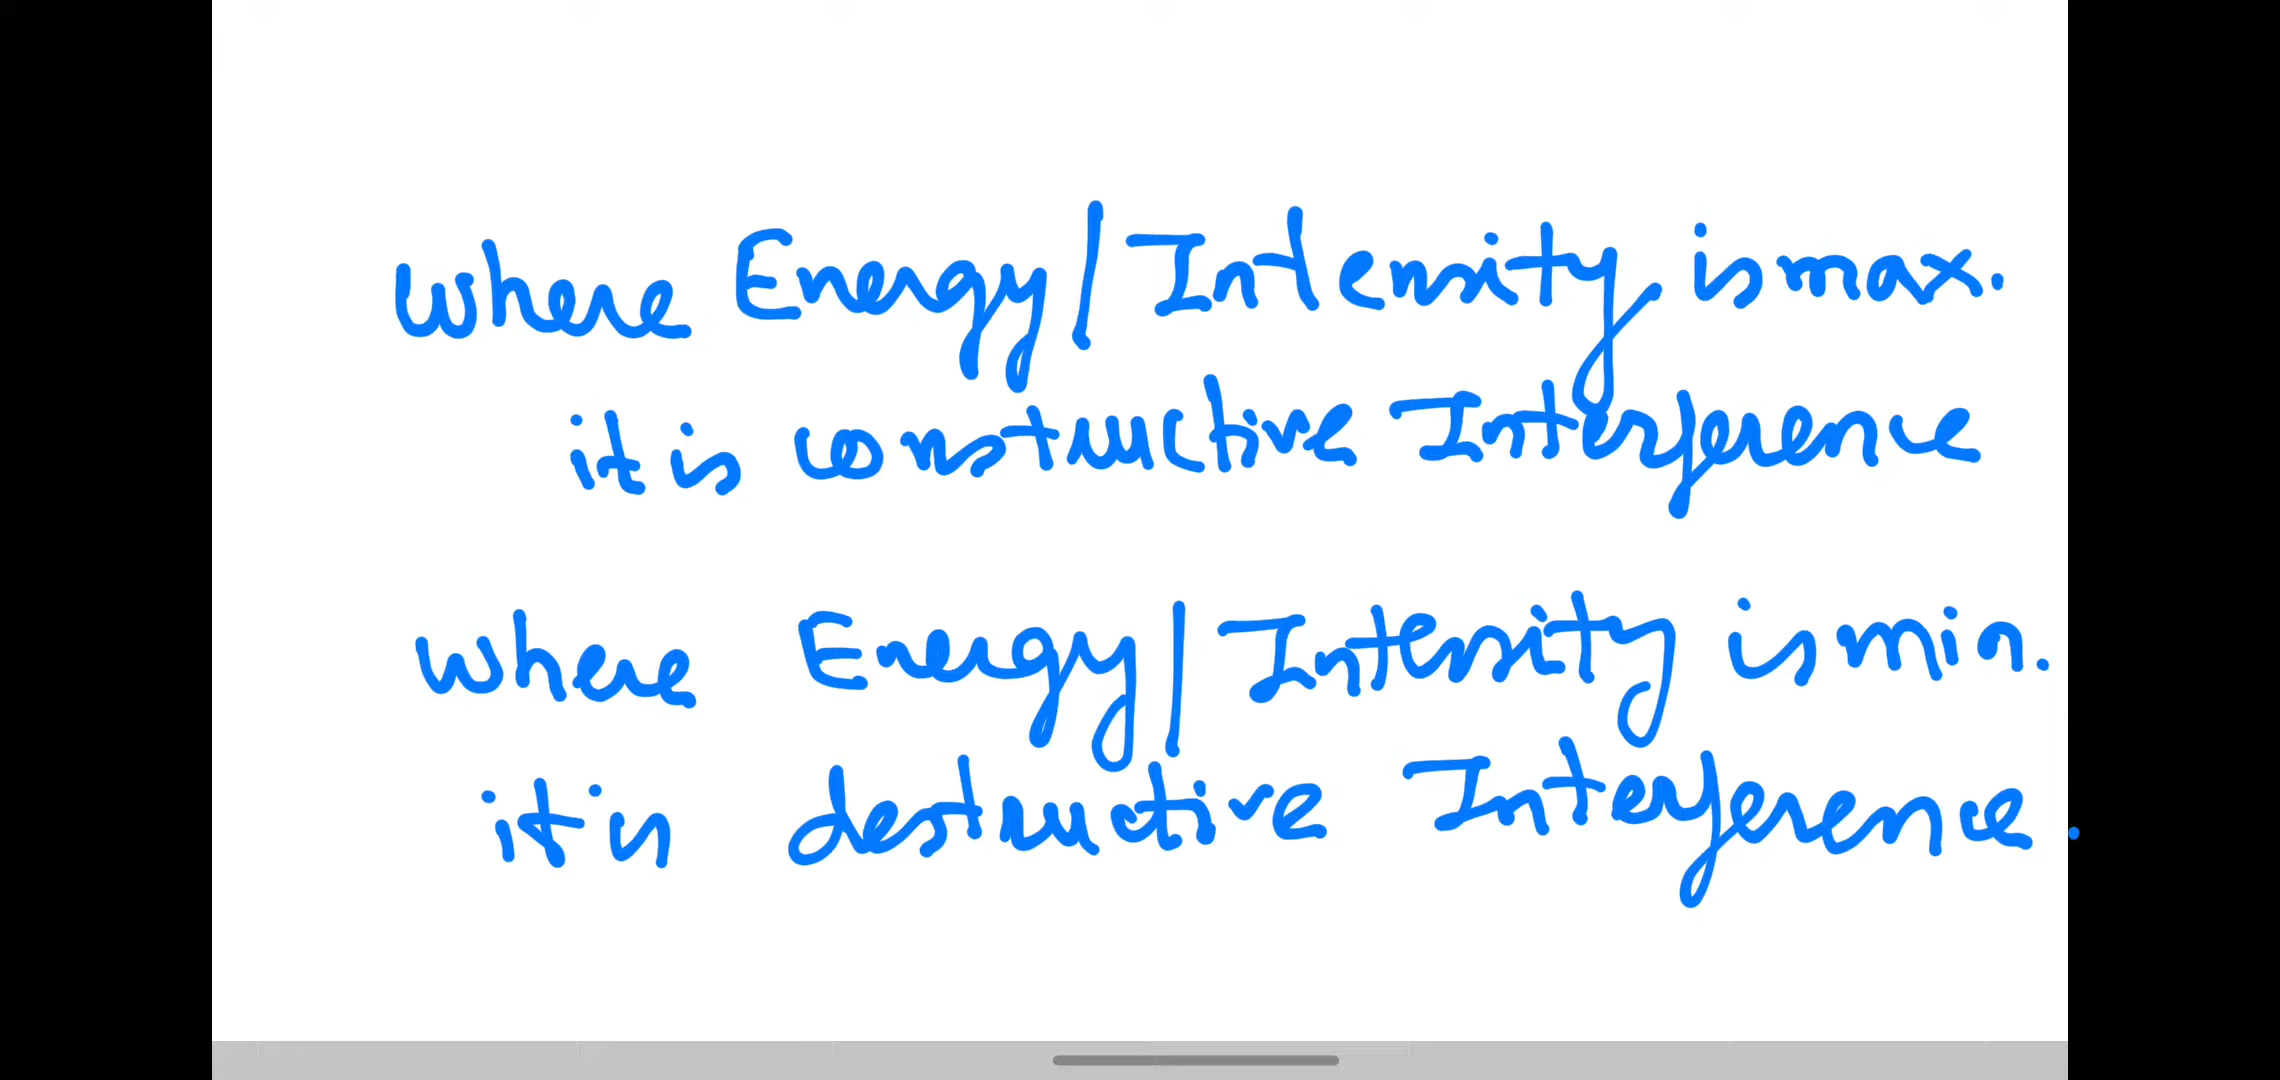 where Energy/Intensity is max.
it is constructive Interference
where Energy/Intensity is min.
it is destructive Interference